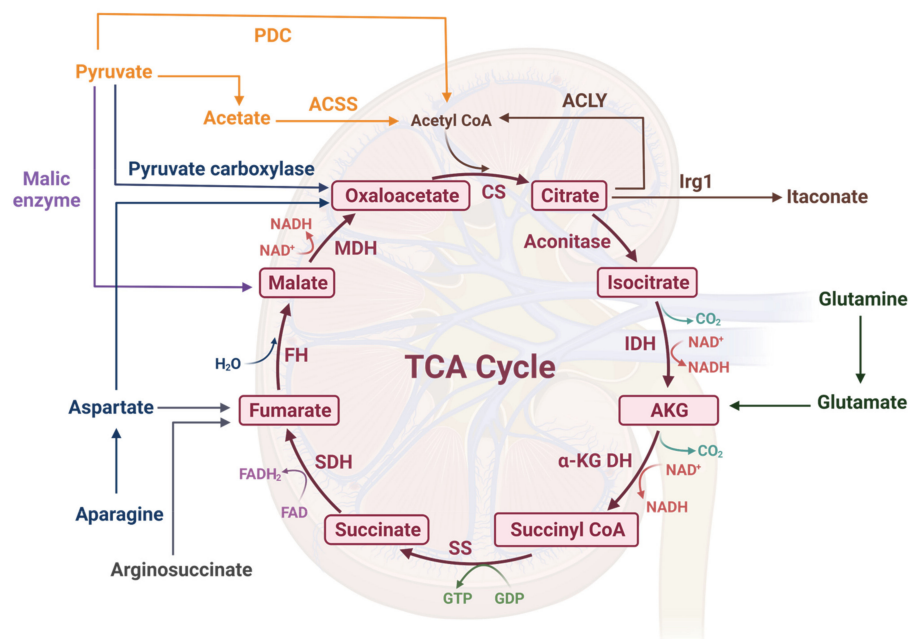 PDC
Pyruvate
Acetate
ACSS
Acetyl CoA
ACLY
Pyruvate carboxylase
Malic
enzyme
Oxaloacetate
CS
Citrate
Irg1
Itaconate
NADH
NAD⁺
MDH
Aconitase
Malate
Isocitrate
Glutamine
CO₂
H₂O
FH
TCA Cycle
IDH
NAD⁺
NADH
Aspartate
Fumarate
AKG
Glutamate
SDH
α-KG DH
CO₂
NAD⁺
FADH₂
FAD
NADH
Aparagine
Succinate
SS
Succinyl CoA
Arginosuccinate
GTP
GDP